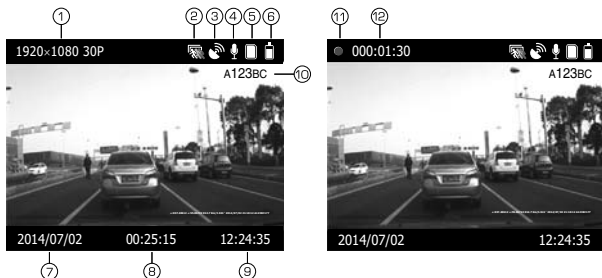 ① ② ③ ④ ⑤ ⑥
1920×1080 30P
A123BC ⑩
2014/07/02 00:25:15 12:24:35
⑦ ⑧ ⑨
⑪ ⑫
000:01:30
A123BC
2014/07/02 12:24:35